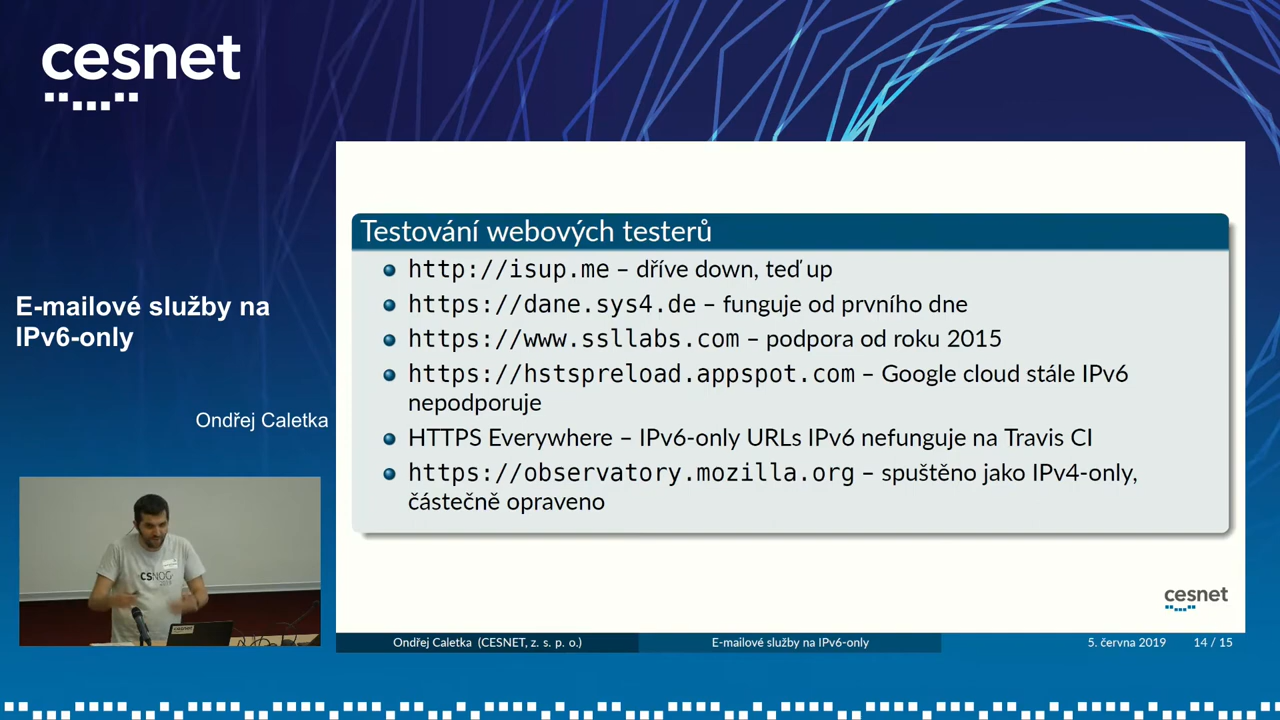 cesnet
E-mailové služby na
IPv6-only
Ondřej Caletka
Testování webových testerů
http://isup.me – dříve down, teď up
https://dane.sys4.de – funguje od prvního dne
https://www.ssllabs.com – podpora od roku 2015
https://hstspreload.appspot.com – Google cloud stále IPv6
nepodporuje
HTTPS Everywhere – IPv6-only URLs IPv6 nefunguje na Travis CI
https://observatory.mozilla.org – spuštěno jako IPv4-only,
částečně opraveno
cesnet
Ondřej Caletka (CESNET, z. s. p. o.)
E-mailové služby na IPv6-only
5. června 2019
14 / 15
CSNOG